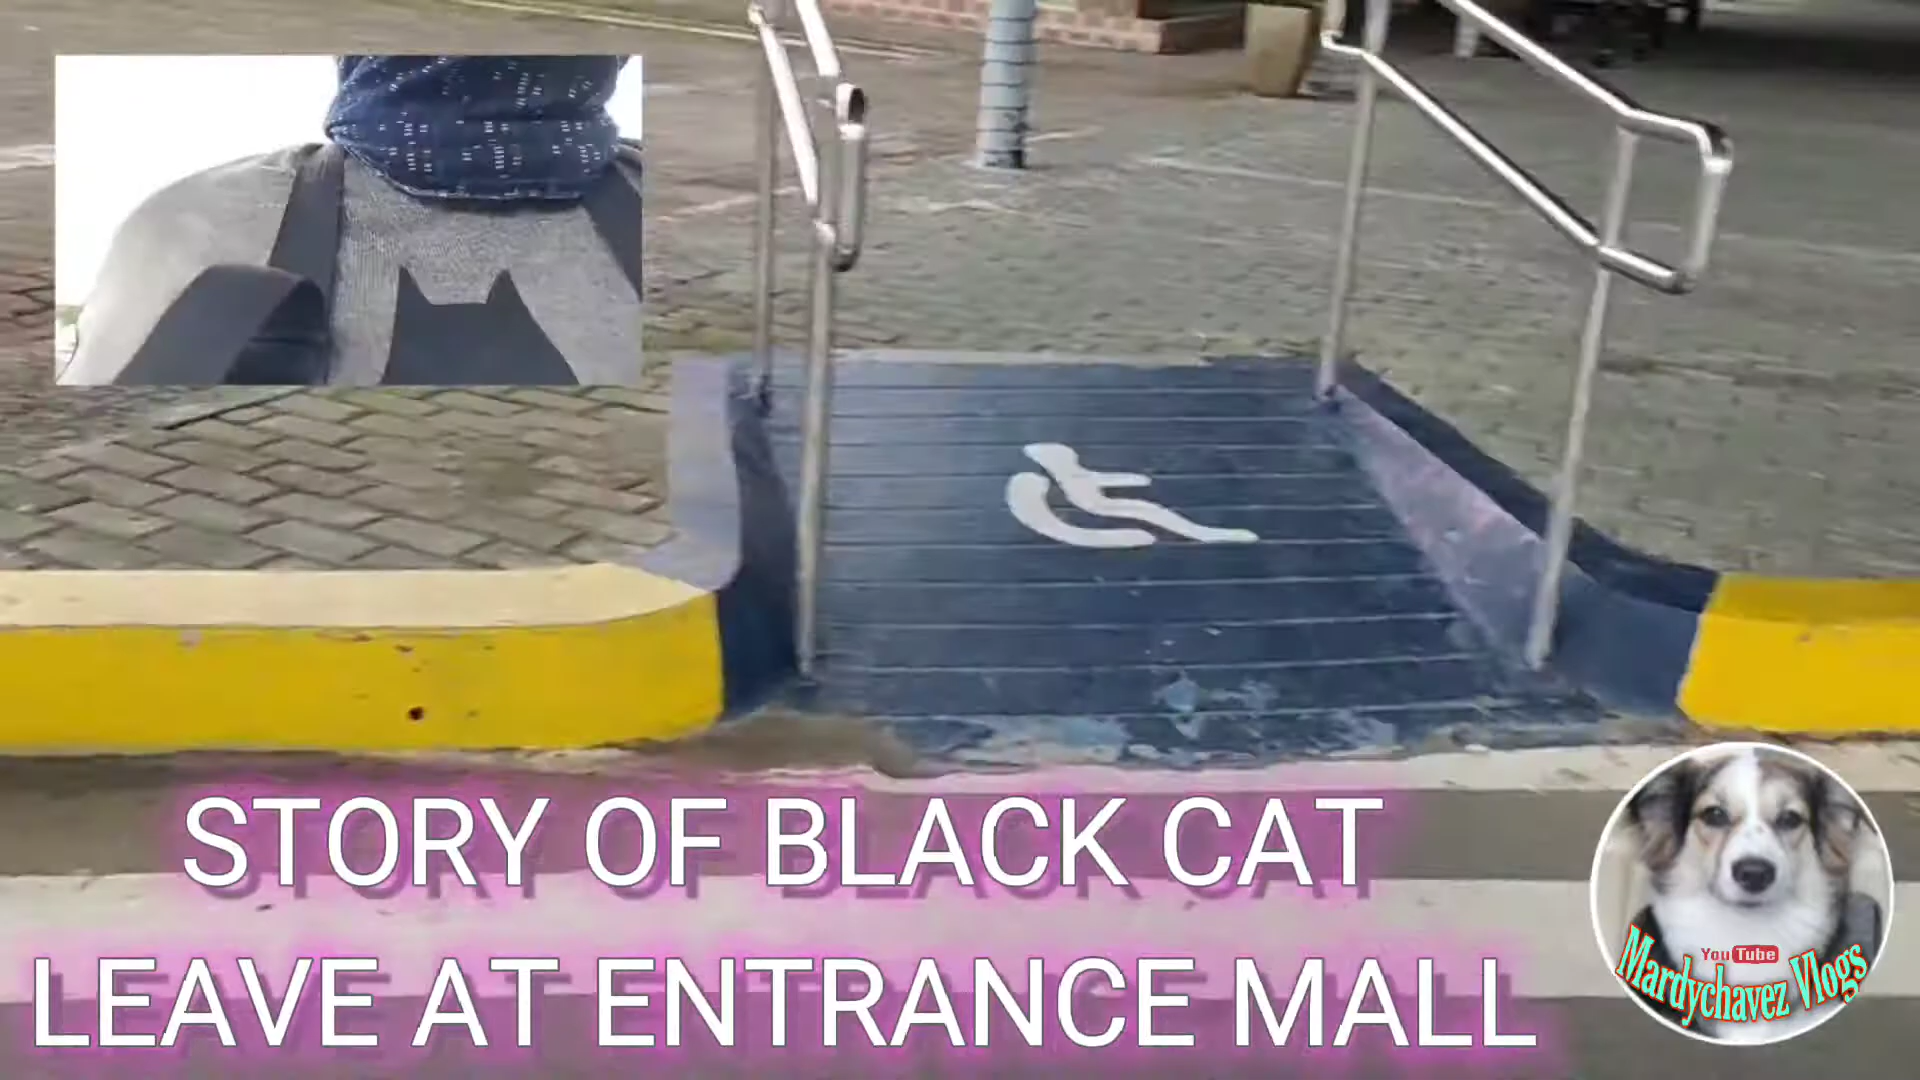 STORY OF BLACK CAT
LEAVE AT ENTRANCE MALL
YouTube
Mardychavez Vlogs